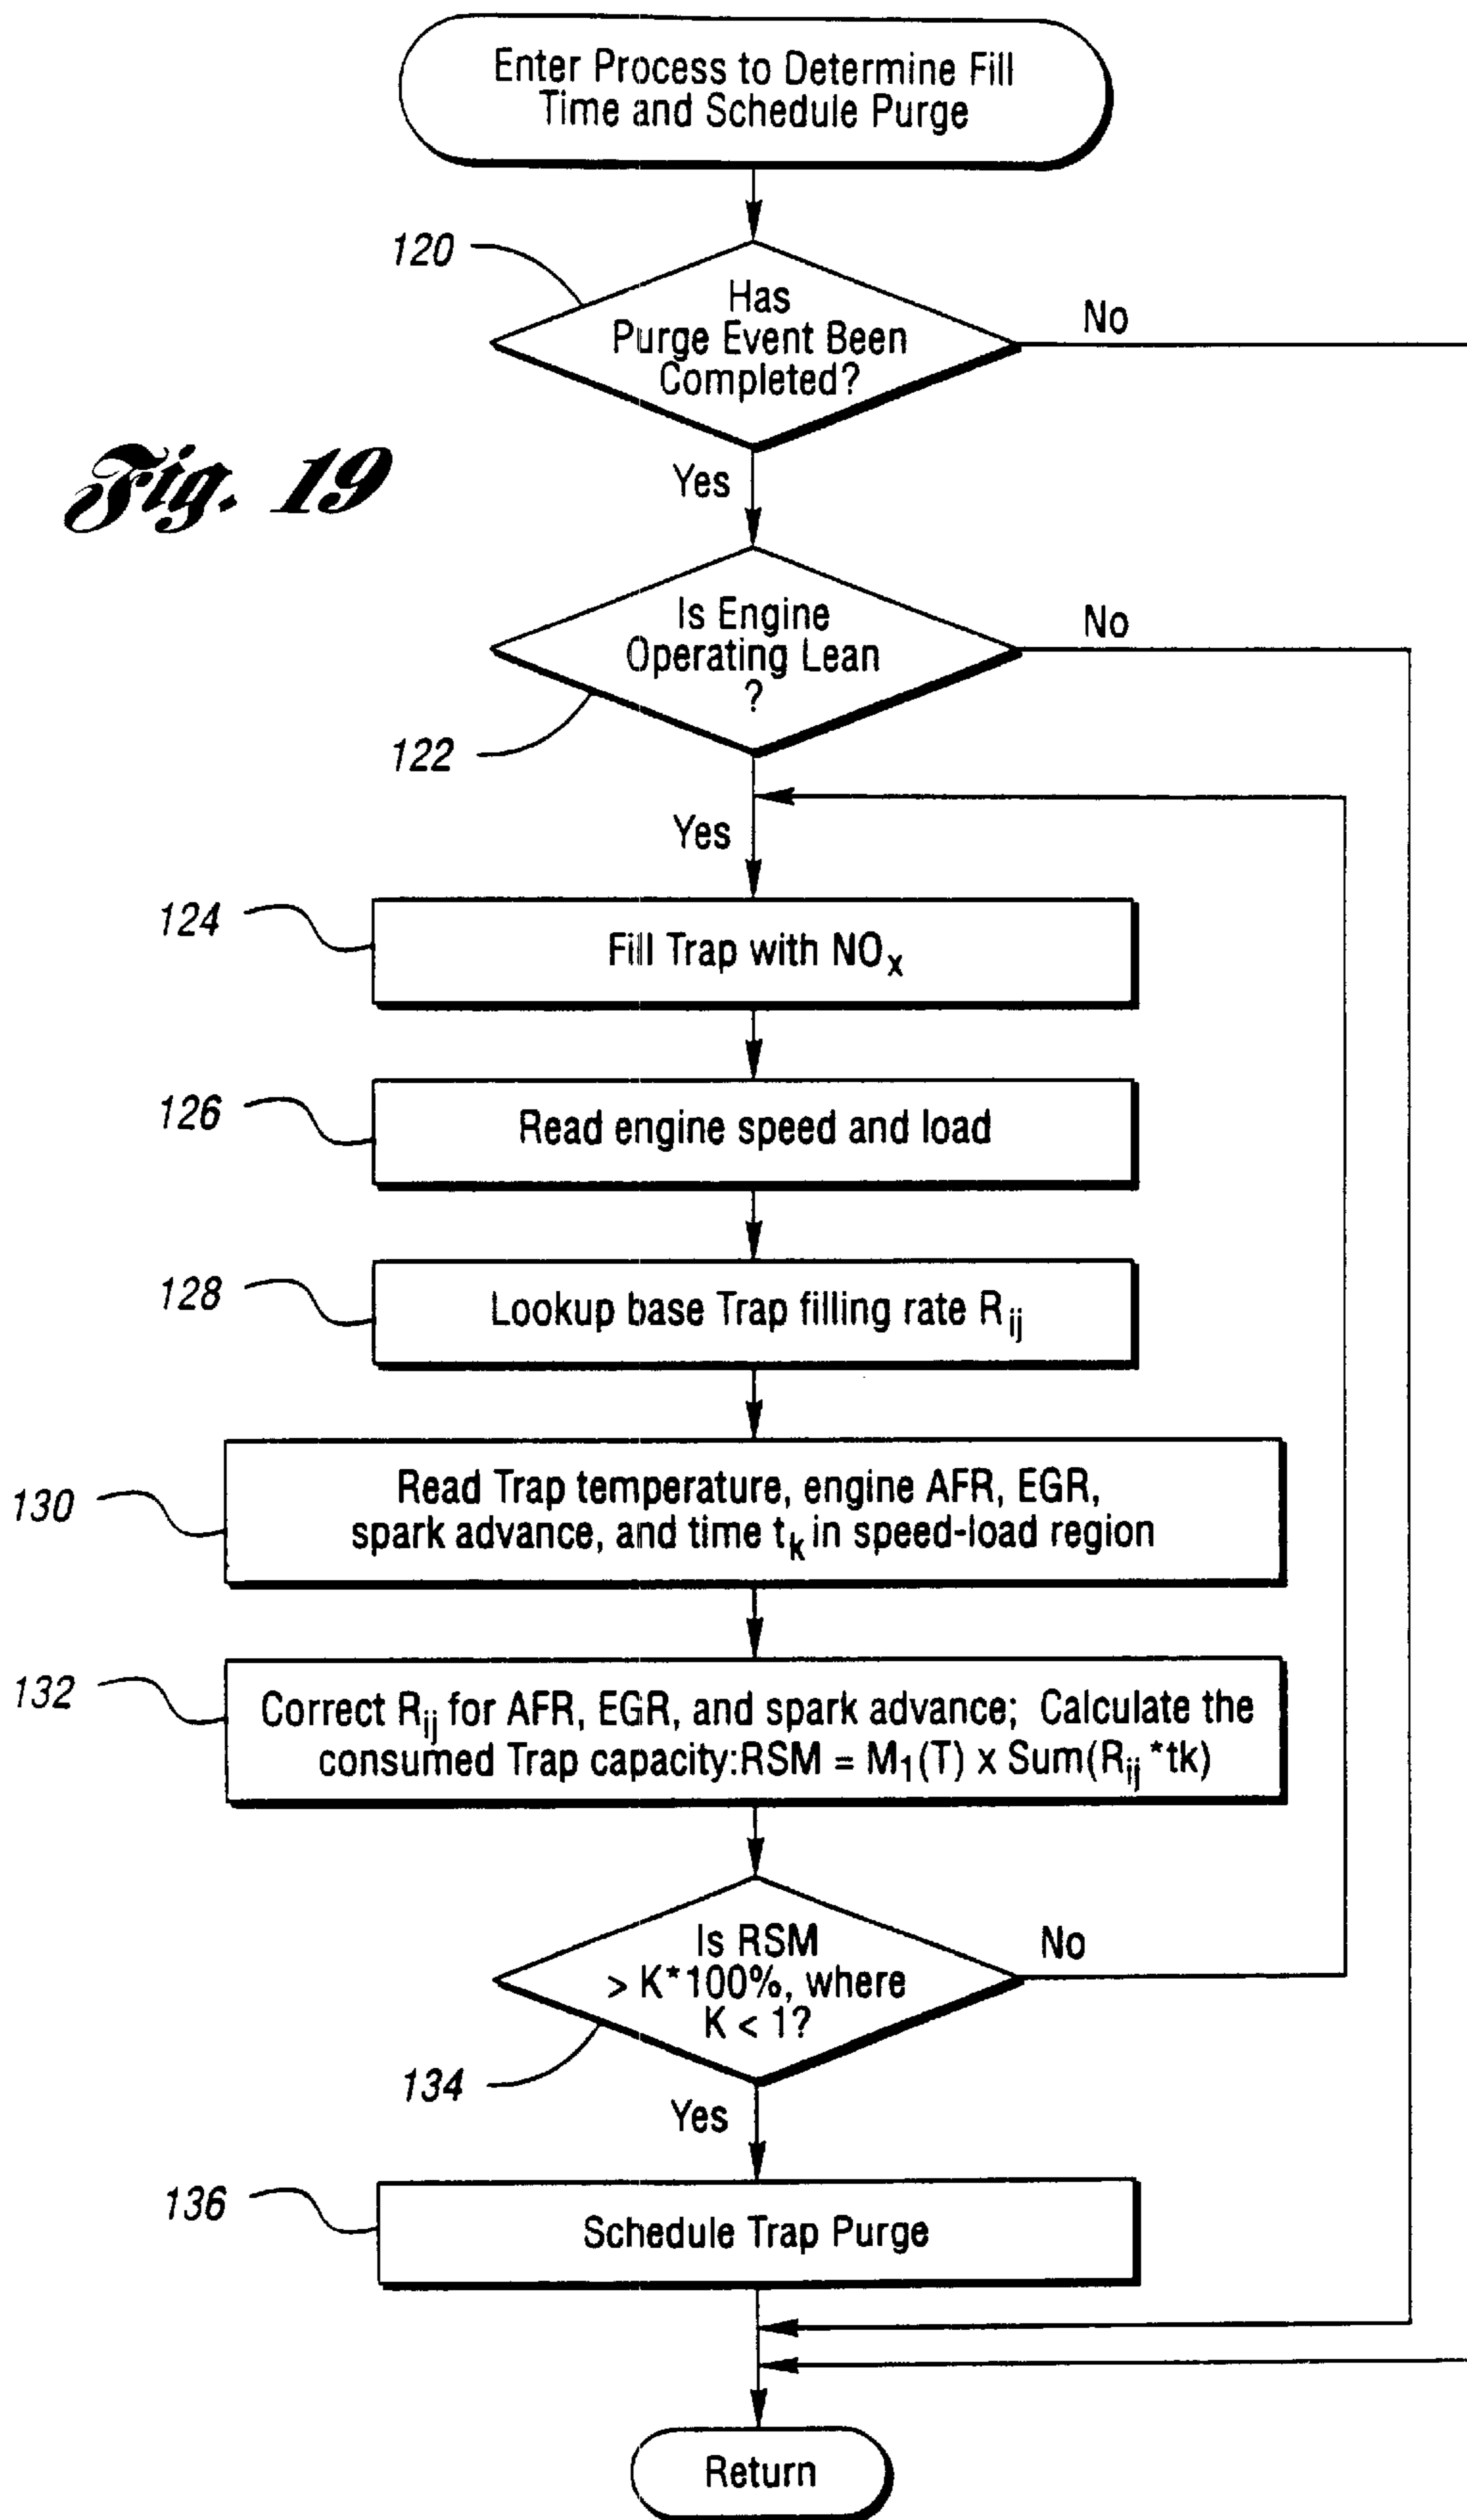 Enter Process to Determine Fill
Time and Schedule Purge
120
Has
Purge Event Been
Completed?
No
Fig. 19
Yes
Is Engine
Operating Lean
?
No
122
Yes
124
Fill Trap with NOx
126
Read engine speed and load
128
Lookup base Trap filling rate Rij
130
Read Trap temperature, engine AFR, EGR,
spark advance, and time tk in speed-load region
132
Correct Rij for AFR, EGR, and spark advance; Calculate the
consumed Trap capacity:RSM = M1(T) x Sum(Rij*tk)
Is RSM
> K*100%, where
K < 1?
No
134
Yes
136
Schedule Trap Purge
Return